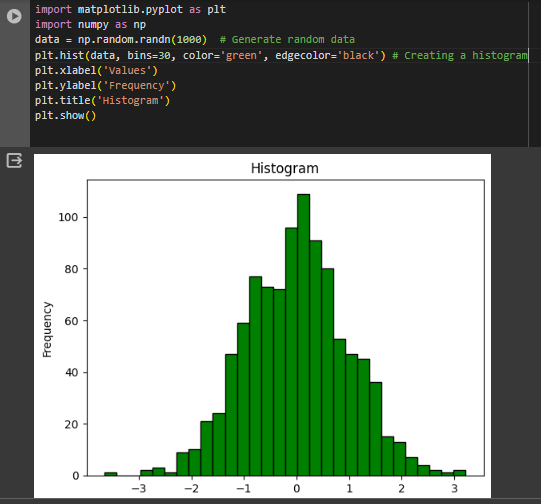 import matplotlib.pyplot as plt
import numpy as np
data = np.random.randn(1000)  # Generate random data
plt.hist(data, bins=30, color='green', edgecolor='black') # Creating a histogram
plt.xlabel('Values')
plt.ylabel('Frequency')
plt.title('Histogram')
plt.show()
Histogram
100
80
60
40
20
0
Frequency
−3
−2
−1
0
1
2
3